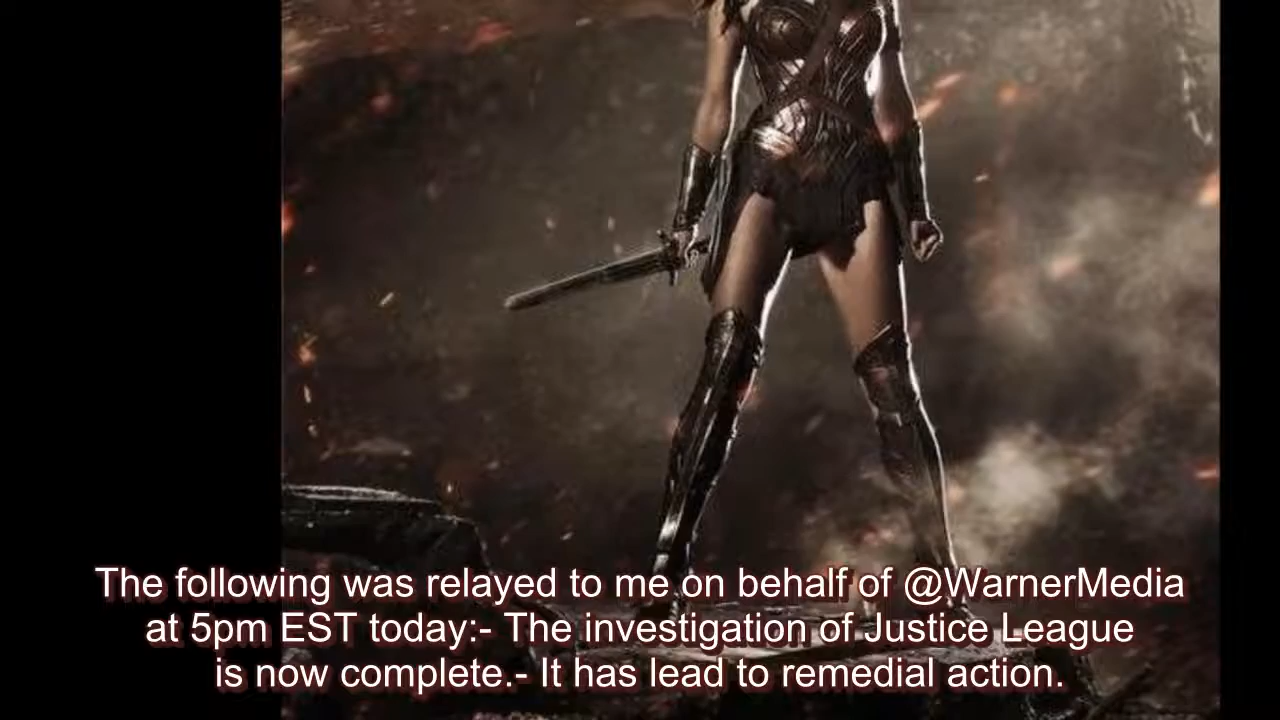 The following was relayed to me on behalf of @WarnerMedia
at 5pm EST today:- The investigation of Justice League
is now complete.- It has lead to remedial action.